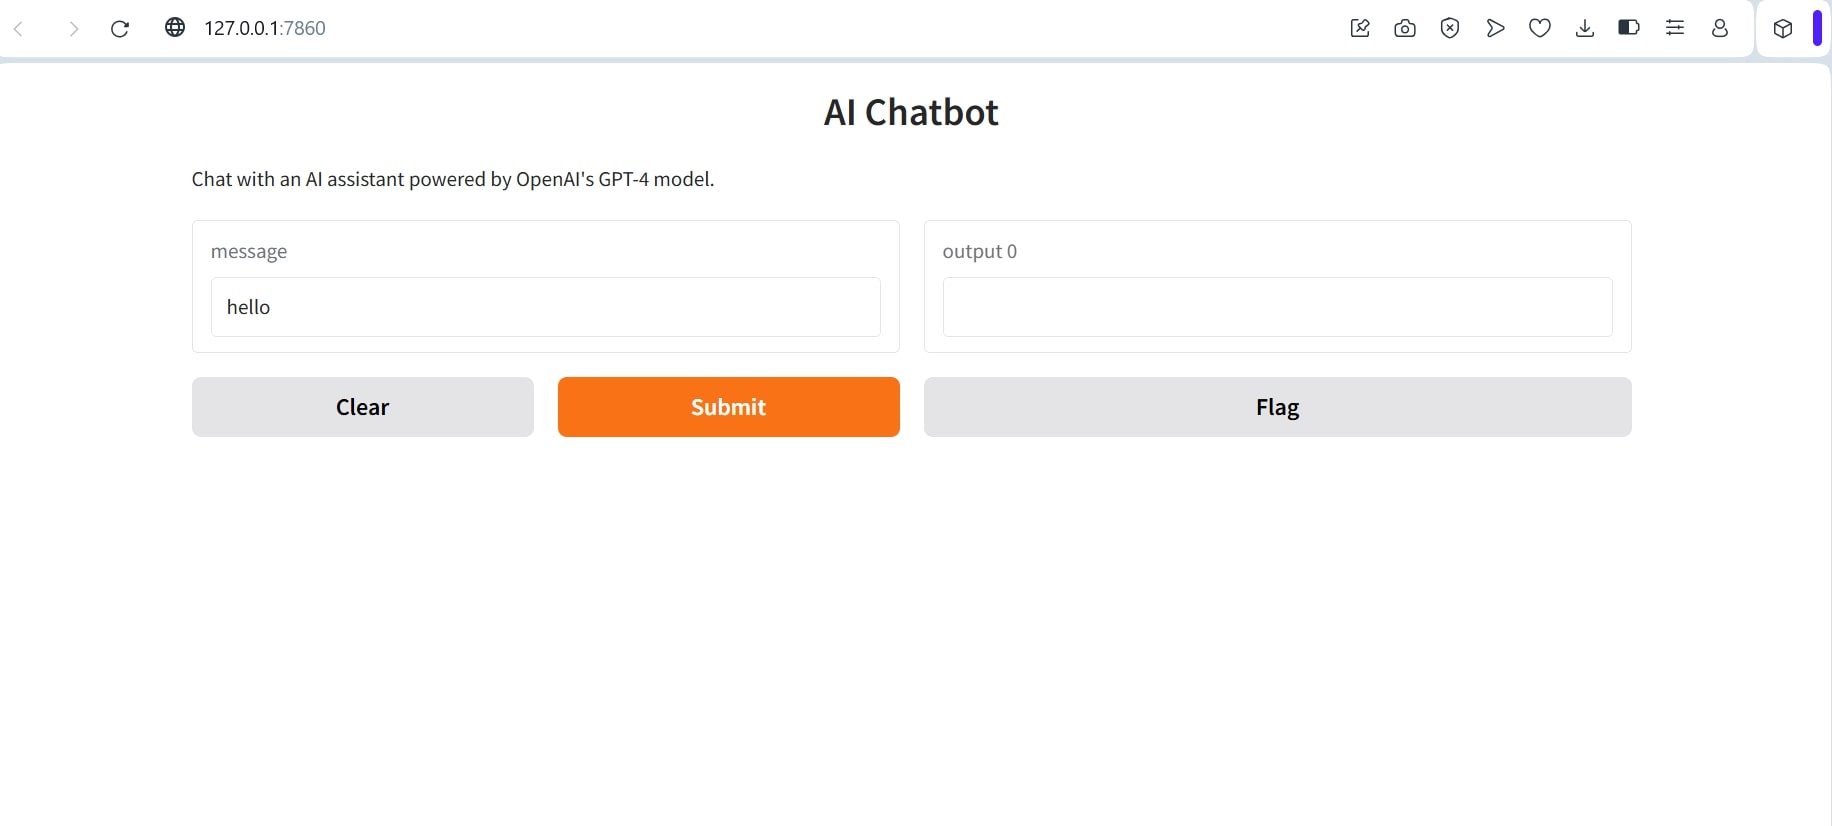 127.0.0.1:7860
AI Chatbot
Chat with an AI assistant powered by OpenAI's GPT-4 model.
message
output 0
hello
Clear
Submit
Flag